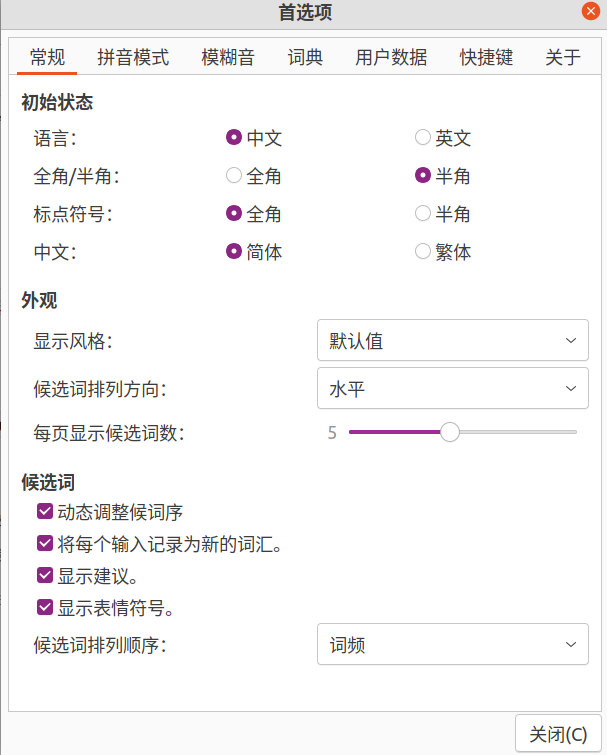 首选项
常规 拼音模式 模糊音 词典 用户数据 快捷键 关于
初始状态
语言： 中文 英文
全角/半角： 全角 半角
标点符号： 全角 半角
中文： 简体 繁体
外观
显示风格： 默认值
候选词排列方向： 水平
每页显示候选词数： 5
候选词
动态调整候词序
将每个输入记录为新的词汇。
显示建议。
显示表情符号。
候选词排列顺序： 词频
关闭(C)